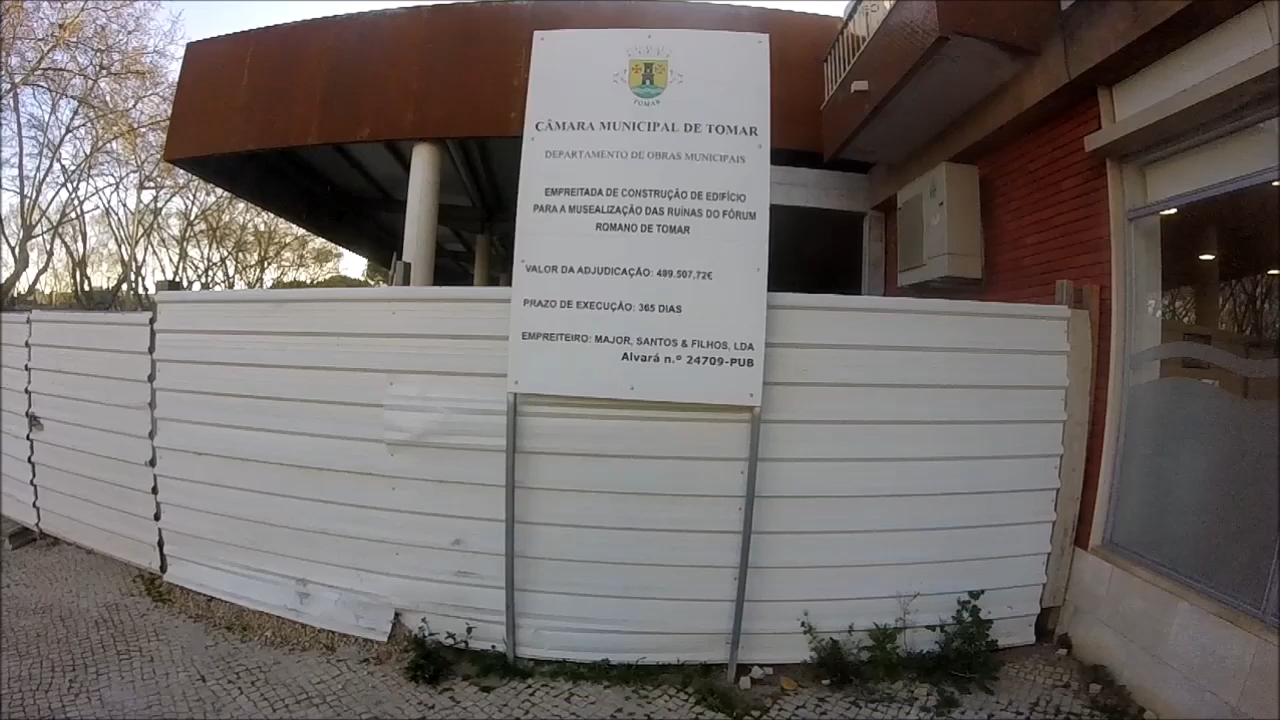 TOMAR
CÂMARA MUNICIPAL DE TOMAR
DEPARTAMENTO DE OBRAS MUNICIPAIS
EMPREITADA DE CONSTRUÇÃO DE EDIFÍCIO
PARA A MUSEALIZAÇÃO DAS RUÍNAS DO FÓRUM
ROMANO DE TOMAR
VALOR DA ADJUDICAÇÃO: 489.507,72€
PRAZO DE EXECUÇÃO: 365 DIAS
EMPREITEIRO: MAJOR, SANTOS & FILHOS, LDA
Alvará n.º 24709-PUB